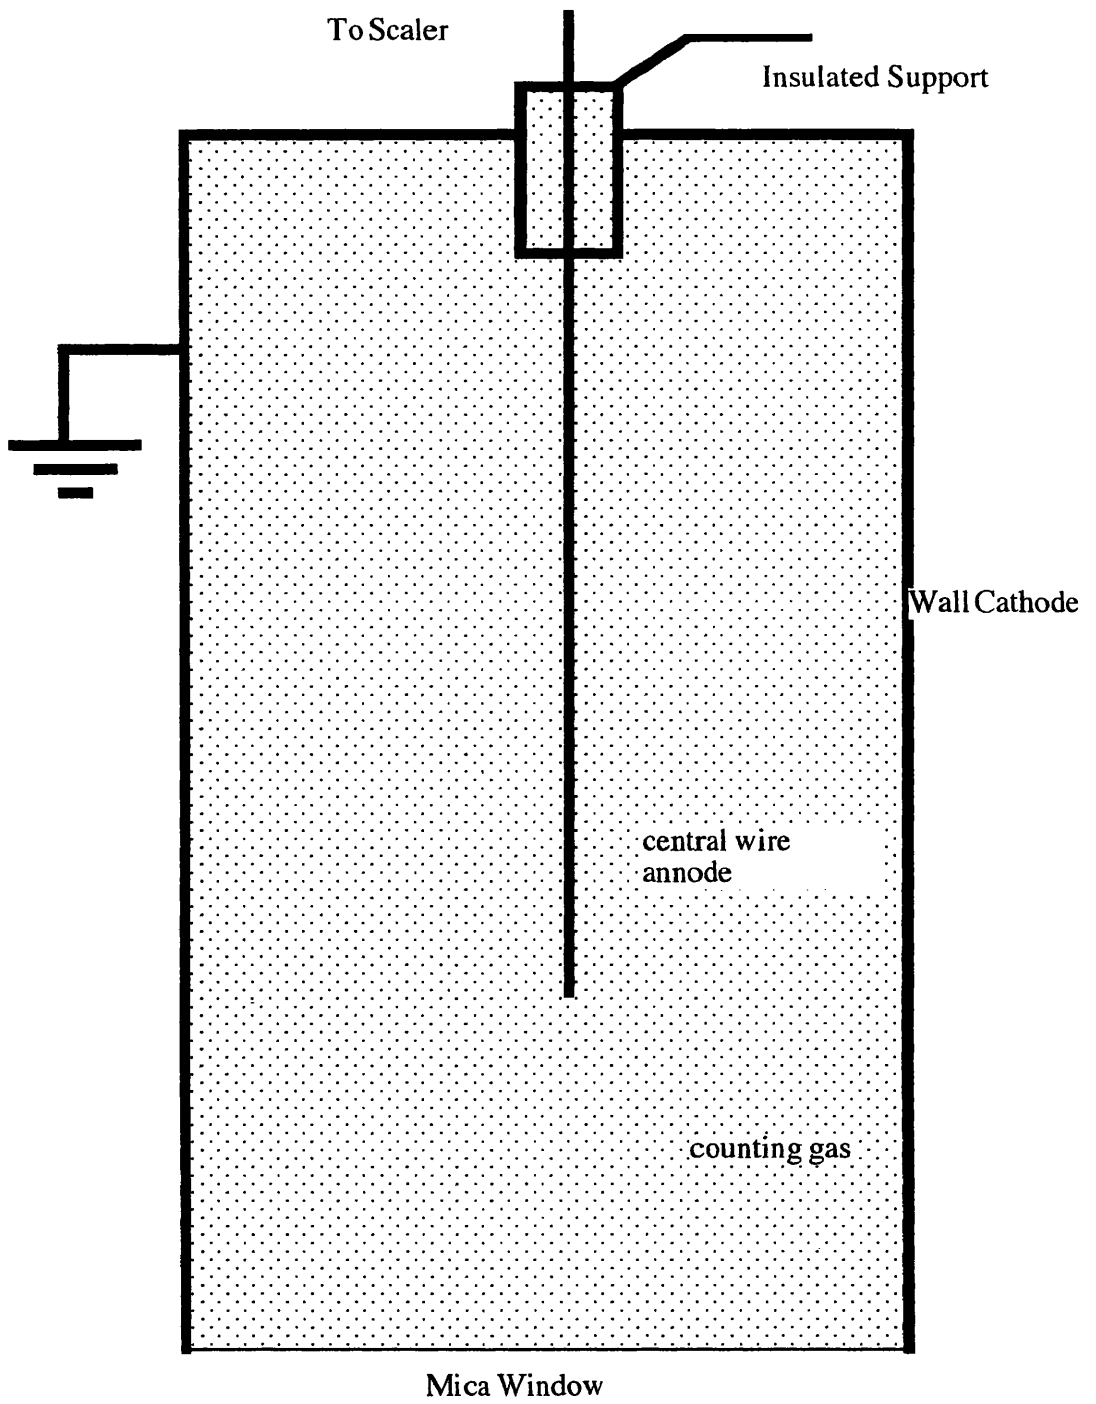 To Scaler
Insulated Support
Wall Cathode
central wire
annode
counting gas
Mica Window